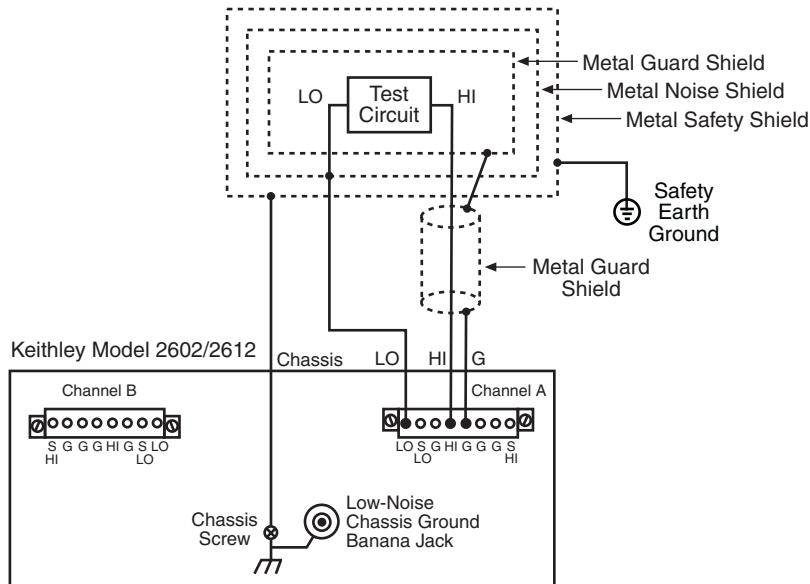 Metal Guard Shield
Metal Noise Shield
Metal Safety Shield
LO
Test
Circuit
HI
Safety
Earth
Ground
Metal Guard
Shield
Keithley Model 2602/2612
Chassis
LO
HI
G
Channel B
Channel A
S G G G HI G S LO
HI LO
LO S G HI G G G S
LO HI
Chassis
Screw
Low-Noise
Chassis Ground
Banana Jack